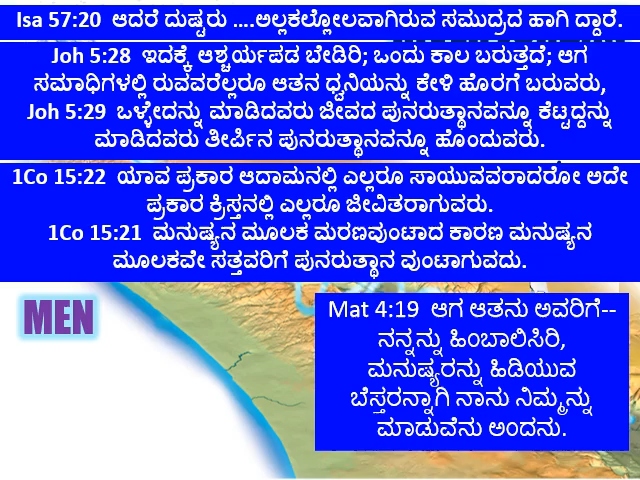 Isa 57:20 ಆದರೆ ದುಷ್ಟರು ....ಅಲ್ಲಕಲ್ಲೋಲವಾಗಿರುವ ಸಮುದ್ರದ ಹಾಗಿ ದ್ದಾರೆ.
Joh 5:28 ಇದಕ್ಕೆ ಆಶ್ಚರ್ಯಪಡ ಬೇಡಿರಿ; ಒಂದು ಕಾಲ ಬರುತ್ತದೆ; ಆಗ
ಸಮಾಧಿಗಳಲ್ಲಿ ರುವವರೆಲ್ಲರೂ ಆತನ ಧ್ವನಿಯನ್ನು ಕೇಳಿ ಹೊರಗೆ ಬರುವರು,
Joh 5:29 ಒಳ್ಳೇದನ್ನು ಮಾಡಿದವರು ಜೀವದ ಪುನರುತ್ಥಾನವನ್ನೂ ಕೆಟ್ಟದ್ದನ್ನು
ಮಾಡಿದವರು ತೀರ್ಪಿನ ಪುನರುತ್ಥಾನವನ್ನೂ ಹೊಂದುವರು.
1Co 15:22 ಯಾವ ಪ್ರಕಾರ ಆದಾಮನಲ್ಲಿ ಎಲ್ಲರೂ ಸಾಯುವವರಾದರೋ ಅದೇ
ಪ್ರಕಾರ ಕ್ರಿಸ್ತನಲ್ಲಿ ಎಲ್ಲರೂ ಜೀವಿತರಾಗುವರು.
1Co 15:21 ಮನುಷ್ಯನ ಮೂಲಕ ಮರಣವುಂಟಾದ ಕಾರಣ ಮನುಷ್ಯನ
ಮೂಲಕವೇ ಸತ್ತವರಿಗೆ ಪುನರುತ್ಥಾನ ವುಂಟಾಗುವದು.
MEN
Mat 4:19 ಆಗ ಆತನು ಅವರಿಗೆ--
ನನ್ನನ್ನು ಹಿಂಬಾಲಿಸಿರಿ,
ಮನುಷ್ಯರನ್ನು ಹಿಡಿಯುವ
ಬೆಸ್ತರನ್ನಾಗಿ ನಾನು ನಿಮ್ಮನ್ನು
ಮಾಡುವೆನು ಅಂದನು.